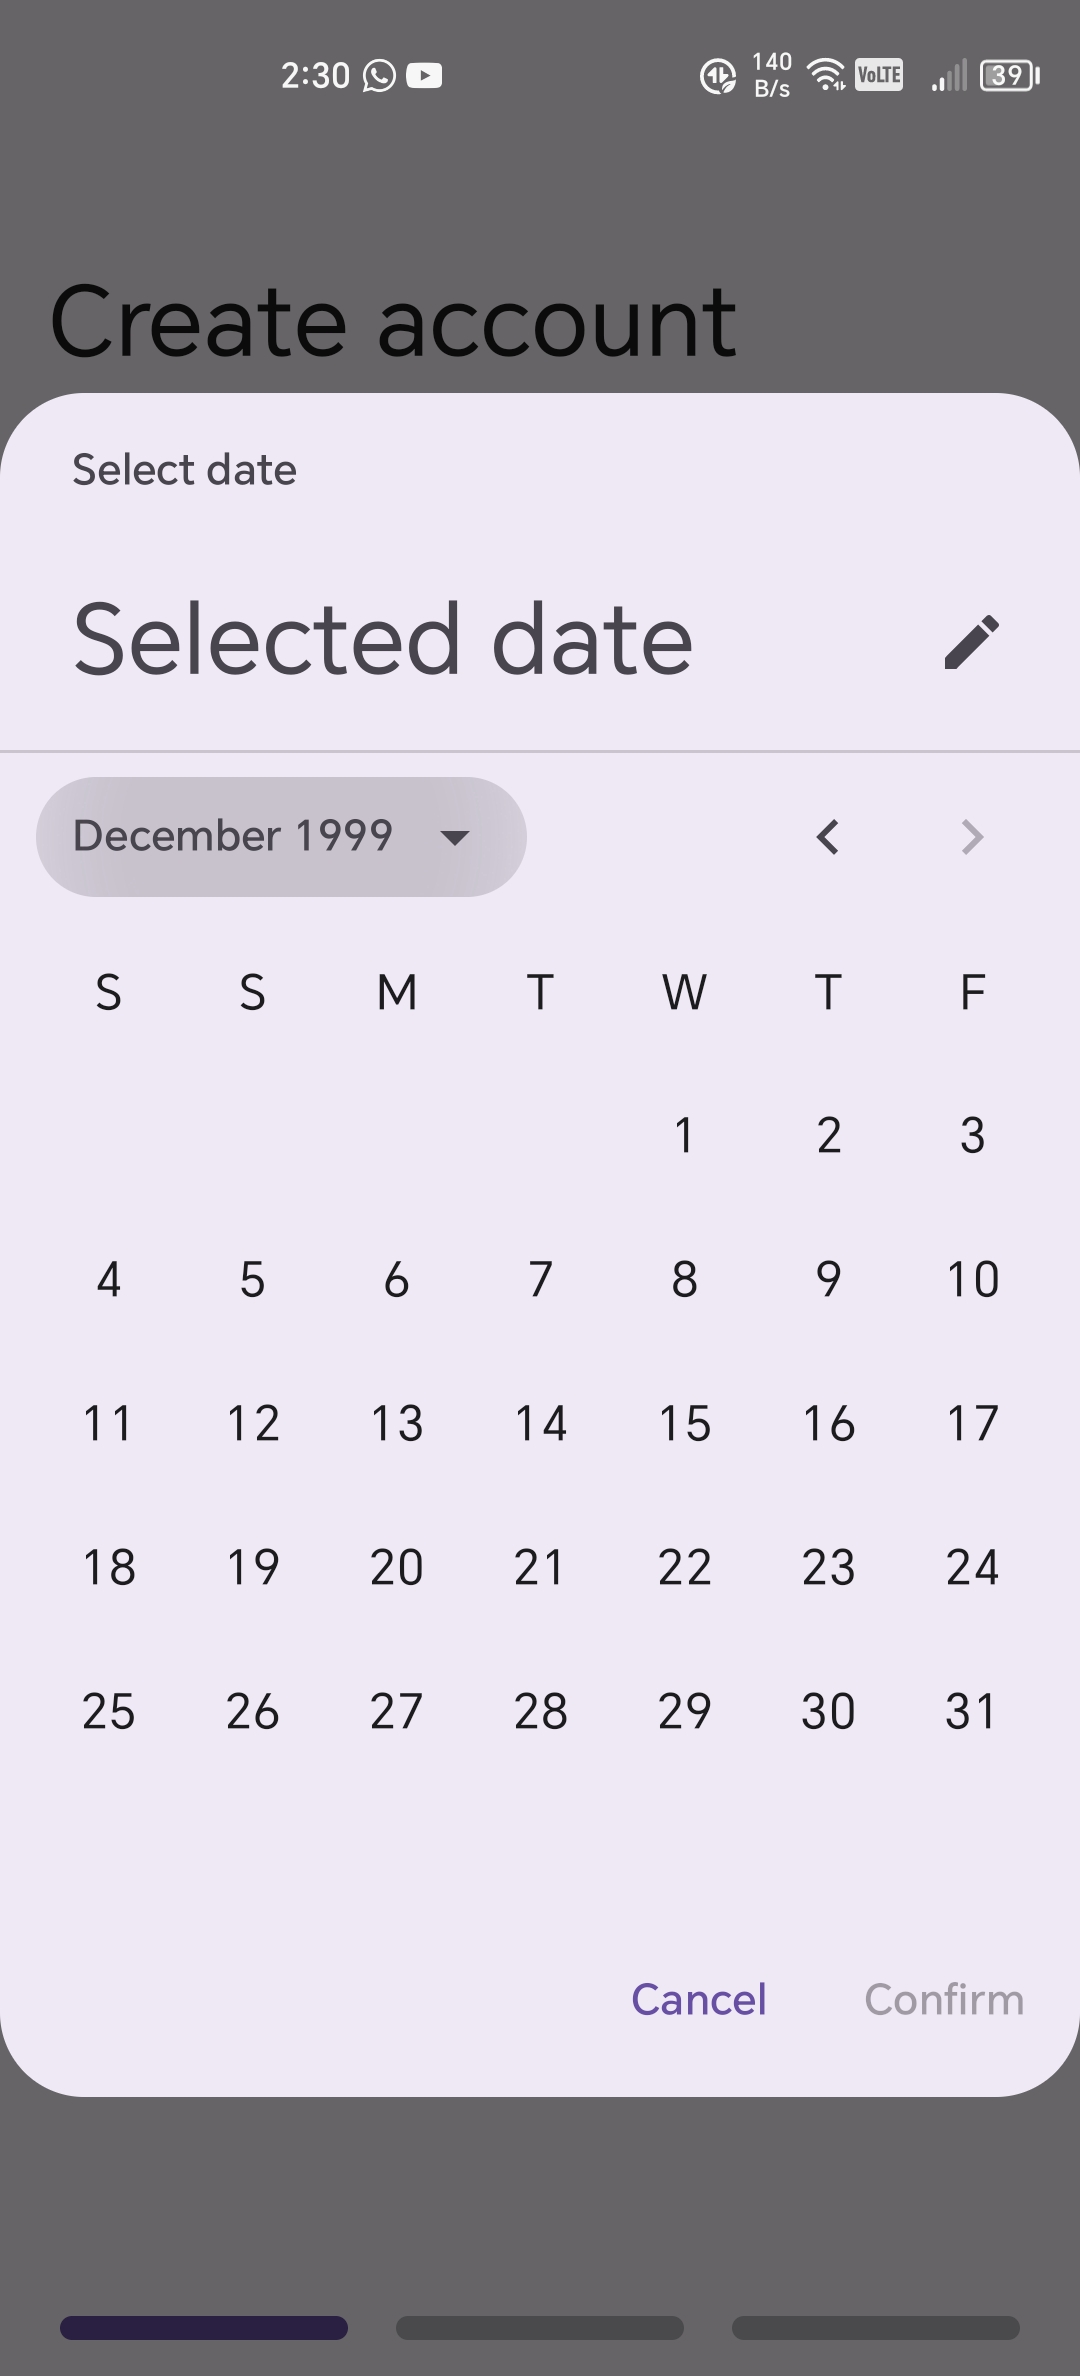 2:30 140 B/s VoLTE 39
Create account
Select date
Selected date
December 1999
S S M T W T F
1 2 3
4 5 6 7 8 9 10
11 12 13 14 15 16 17
18 19 20 21 22 23 24
25 26 27 28 29 30 31
Cancel Confirm